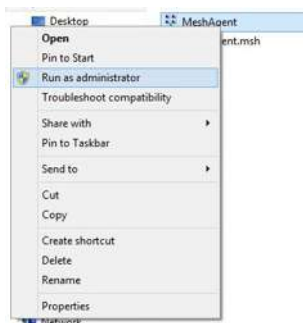 Desktop
MeshAgent
Open
ent.msh
Pin to Start
Run as administrator
Troubleshoot compatibility
Share with
Pin to Taskbar
Send to
Cut
Copy
Create shortcut
Delete
Rename
Properties
Network